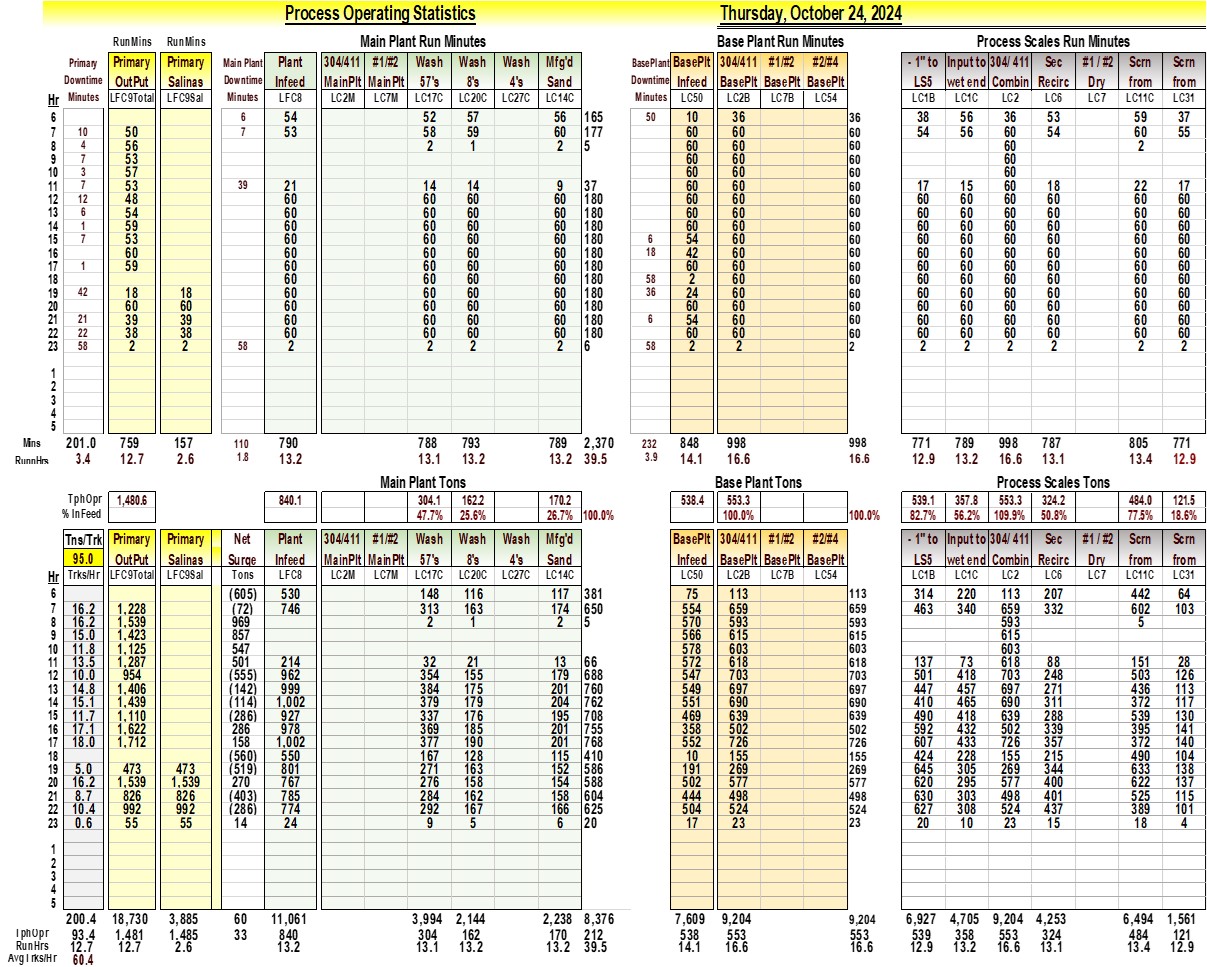 Process Operating Statistics Thursday, October 24, 2024
RunMins RunMins Main Plant Run Minutes Base Plant Run Minutes Process Scales Run Minutes
Primary Primary Primary Main Plant Plant 304/411 #1/#2 Wash Wash Wash Mfg'd BasePlant BasePlt 304/411 #1/#2 #2/#4 - 1" to Input to 304/ 411 Sec #1 / #2 Scrn Scrn
Downtime OutPut Salinas Downtime Infeed MainPlt MainPlt 57's 8's 4's Sand Downtime Infeed BasePlt BasePlt BasePlt LS5 wet end Combin Recirc Dry from from
Hr Minutes LFC9Total LFC9Sal Minutes LFC8 LC2M LC7M LC17C LC20C LC27C LC14C Minutes LC50 LC2B LC7B LC54 LC1B LC1C LC2 LC6 LC7 LC11C LC31
6 6 54 52 57 56 165 50 10 36 36 38 56 36 53 59 37
7 10 50 7 53 58 59 60 177 60 60 60 54 56 60 54 60 55
8 4 56 2 1 2 5 60 60 60 60 2
9 7 53 60 60 60 60
10 3 57 60 60 60 60
11 7 53 39 21 14 14 9 37 60 60 60 17 15 60 18 22 17
12 12 48 60 60 60 60 180 60 60 60 60 60 60 60 60 60
13 6 54 60 60 60 60 180 60 60 60 60 60 60 60 60 60
14 1 59 60 60 60 60 180 60 60 60 60 60 60 60 60 60
15 7 53 60 60 60 60 180 6 54 60 60 60 60 60 60 60 60
16 60 60 60 60 60 180 18 42 60 60 60 60 60 60 60 60
17 1 59 60 60 60 60 180 60 60 60 60 60 60 60 60 60
18 60 60 60 60 180 58 2 60 60 60 60 60 60 60 60
19 42 18 18 60 60 60 60 180 36 24 60 60 60 60 60 60 60 60
20 60 60 60 60 60 60 180 60 60 60 60 60 60 60 60 60
21 21 39 39 60 60 60 60 180 6 54 60 60 60 60 60 60 60 60
22 22 38 38 60 60 60 60 180 60 60 60 60 60 60 60 60 60
23 58 2 2 58 2 2 2 2 6 58 2 2 2 2 2 2 2 2 2
1
2
3
4
5
Mins 201.0 759 157 110 790 788 793 789 2,370 232 848 998 998 771 789 998 787 805 771
RunnHrs 3.4 12.7 2.6 1.8 13.2 13.1 13.2 13.2 39.5 3.9 14.1 16.6 16.6 12.9 13.2 16.6 13.1 13.4 12.9
Main Plant Tons Base Plant Tons Process Scales Tons
TphOpr 1,480.6 840.1 304.1 162.2 170.2 538.4 553.3 539.1 357.8 553.3 324.2 484.0 121.5
% InFeed 47.7% 25.6% 26.7% 100.0% 100.0% 100.0% 82.7% 56.2% 109.9% 50.8% 77.5% 18.6%
Tns/Trk Primary Primary Net Plant 304/411 #1/#2 Wash Wash Wash Mfg'd BasePlt 304/411 #1/#2 #2/#4 - 1" to Input to 304/ 411 Sec #1 / #2 Scrn Scrn
95.0 OutPut Salinas Surge Infeed MainPlt MainPlt 57's 8's 4's Sand Infeed BasePlt BasePlt BasePlt LS5 wet end Combin Recirc Dry from from
Hr Trks/Hr LFC9Total LFC9Sal Tons LFC8 LC2M LC7M LC17C LC20C LC27C LC14C LC50 LC2B LC7B LC54 LC1B LC1C LC2 LC6 LC7 LC11C LC31
6 (605) 530 148 116 117 381 75 113 113 314 220 113 207 442 64
7 16.2 1,228 (72) 746 313 163 174 650 554 659 659 463 340 659 332 602 103
8 16.2 1,539 969 2 1 2 5 570 593 593 593 5
9 15.0 1,423 857 566 615 615 615
10 11.8 1,125 547 578 603 603 603
11 13.5 1,287 501 214 32 21 13 66 572 618 618 137 73 618 88 151 28
12 10.0 954 (555) 962 354 155 179 688 547 703 703 501 418 703 248 503 126
13 14.8 1,406 (142) 999 384 175 201 760 549 697 697 447 457 697 271 436 113
14 15.1 1,439 (114) 1,002 379 179 204 762 551 690 690 410 465 690 311 372 117
15 11.7 1,110 (286) 927 337 176 195 708 469 639 639 490 418 639 288 539 130
16 17.1 1,622 286 978 369 185 201 755 358 502 502 592 432 502 339 395 141
17 18.0 1,712 158 1,002 377 190 201 768 552 726 726 607 433 726 357 372 140
18 (560) 550 167 128 115 410 10 155 155 424 228 155 215 490 104
19 5.0 473 473 (519) 801 271 163 152 586 191 269 269 645 305 269 344 633 138
20 16.2 1,539 1,539 270 767 276 158 154 588 502 577 577 620 295 577 400 622 137
21 8.7 826 826 (403) 785 284 162 158 604 444 498 498 630 303 498 401 525 115
22 10.4 992 992 (286) 774 292 167 166 625 504 524 524 627 308 524 437 389 101
23 0.6 55 55 14 24 9 5 6 20 17 23 23 20 10 23 15 18 4
1
2
3
4
5
200.4 18,730 3,885 60 11,061 3,994 2,144 2,238 8,376 7,609 9,204 9,204 6,927 4,705 9,204 4,253 6,494 1,561
TphOpr 93.4 1,481 1,485 33 840 304 162 170 212 538 553 553 539 358 553 324 484 121
RunHrs 12.7 12.7 2.6 13.2 13.1 13.2 13.2 39.5 14.1 16.6 16.6 12.9 13.2 16.6 13.1 13.4 12.9
AvgTrks/Hr 60.4